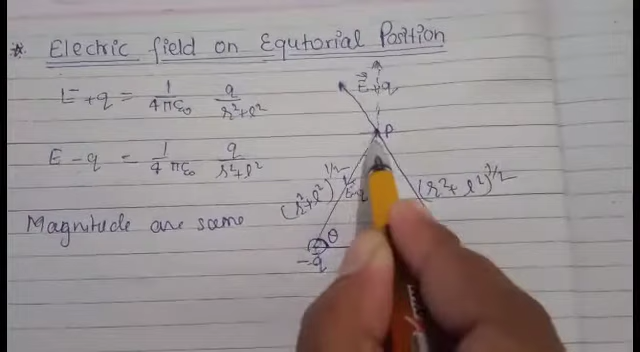 * Electric field on Equtorial Position
E+q = 1/4πε₀ q/r²+l²
E-q = 1/4πε₀ q/r²+l²
Magnitude are same
E+q
P
(r²+l²)^1/2
E-q
(r²+l²)^1/2
θ
-q